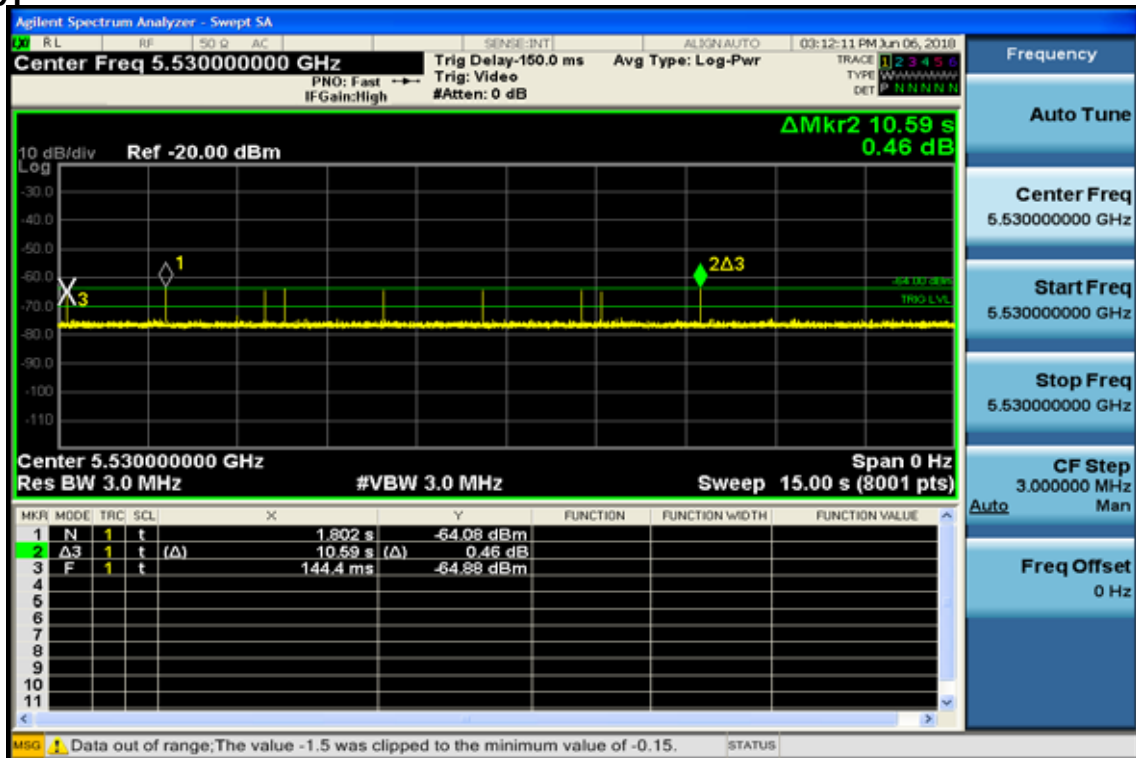 Agilent Spectrum Analyzer - Swept SA
RL RF 50 Ω AC SENSE:INT ALIGN AUTO 03:12:11 PM Jun 06, 2018
Center Freq 5.530000000 GHz Trig Delay-150.0 ms Avg Type: Log-Pwr TRACE 1 2 3 4 5 6
PNO: Fast Trig: Video TYPE
IFGain:High #Atten: 0 dB DET P N N N N N
ΔMkr2 10.59 s
0.46 dB
10 dB/div Ref -20.00 dBm
Log
-30.0
-40.0
-50.0
-60.0
-70.0
-80.0
-90.0
-100
-110
1
2Δ3
X3
-64.00 dBm
TRIG LVL
Center 5.530000000 GHz Span 0 Hz
Res BW 3.0 MHz #VBW 3.0 MHz Sweep 15.00 s (8001 pts)
MKR MODE TRC SCL X Y FUNCTION FUNCTION WIDTH FUNCTION VALUE
1 N 1 t 1.802 s -64.08 dBm
2 Δ3 1 t (Δ) 10.59 s (Δ) 0.46 dB
3 F 1 t 144.4 ms -64.88 dBm
4
5
6
7
8
9
10
11
MSG Data out of range;The value -1.5 was clipped to the minimum value of -0.15. STATUS
Frequency
Auto Tune
Center Freq
5.530000000 GHz
Start Freq
5.530000000 GHz
Stop Freq
5.530000000 GHz
CF Step
3.000000 MHz
Auto Man
Freq Offset
0 Hz